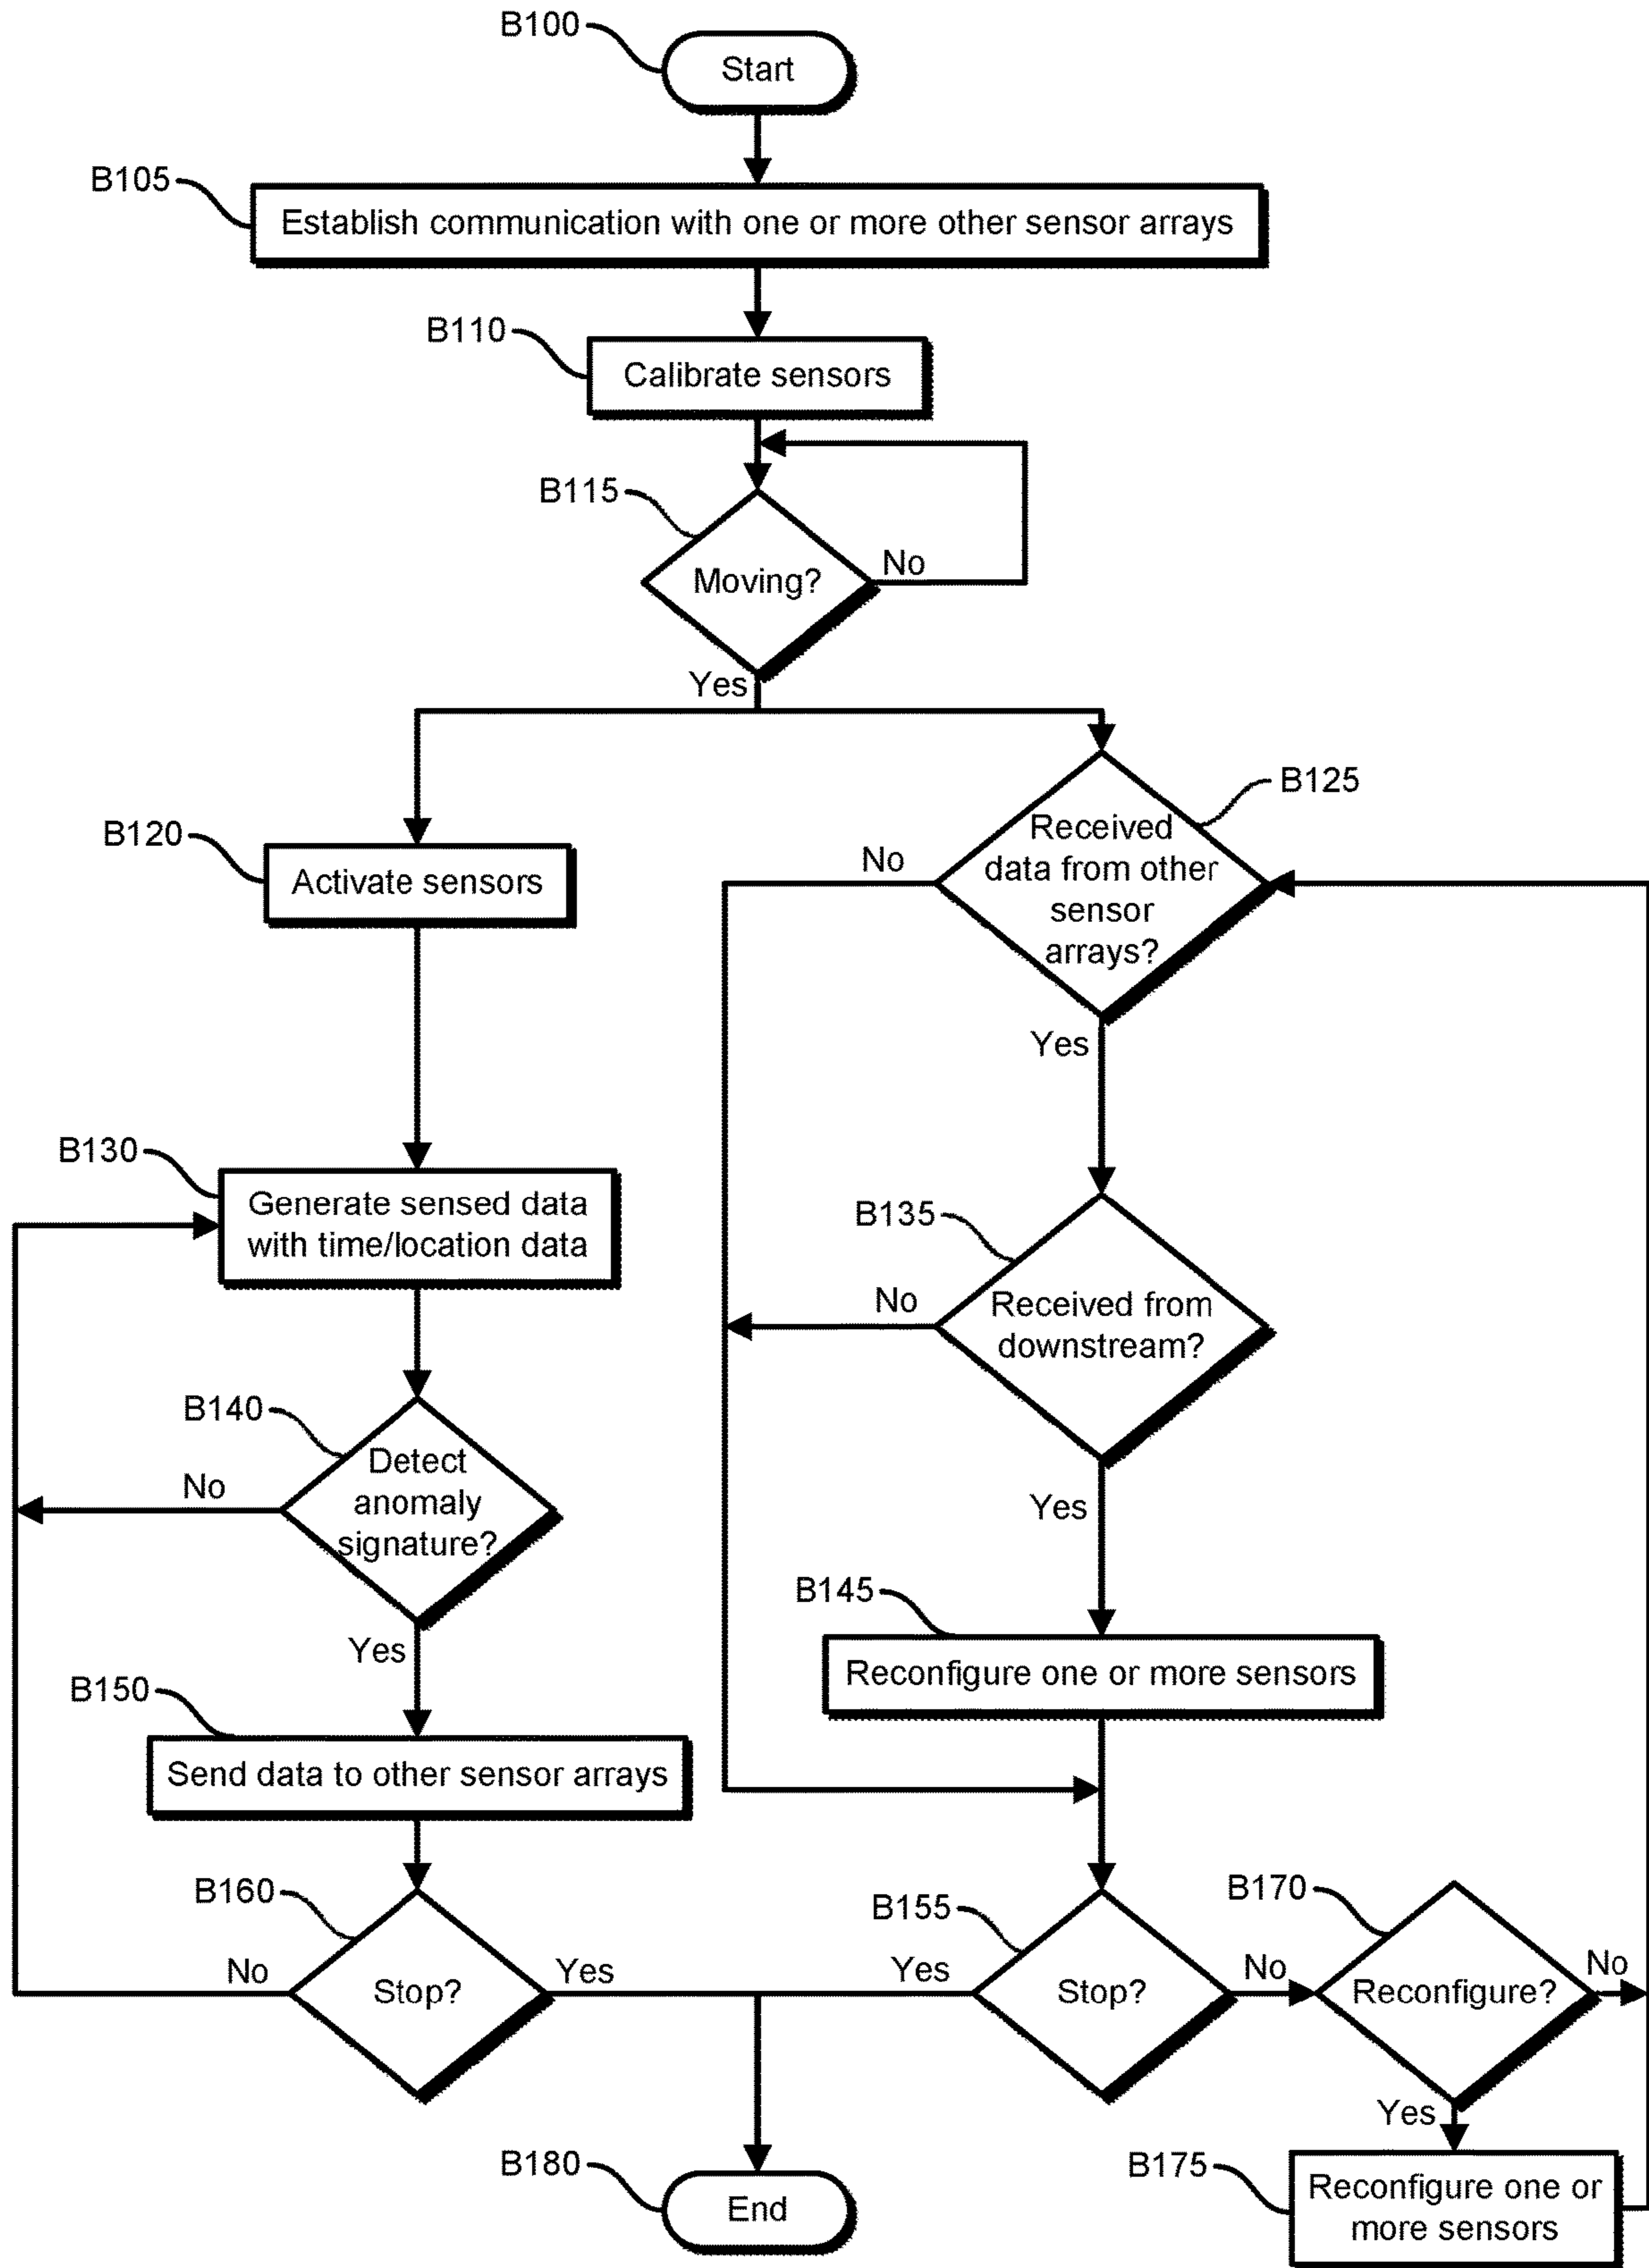 B100
Start
B105
Establish communication with one or more other sensor arrays
B110
Calibrate sensors
B115
Moving?
No
Yes
B120
Activate sensors
B125
Received
data from other
sensor
arrays?
No
Yes
B130
Generate sensed data
with time/location data
B135
Received from
downstream?
No
Yes
B140
Detect
anomaly
signature?
No
Yes
B145
Reconfigure one or more sensors
B150
Send data to other sensor arrays
B160
Stop?
No
Yes
B155
Stop?
Yes
No
B170
Reconfigure?
No
Yes
B175
Reconfigure one or
more sensors
B180
End